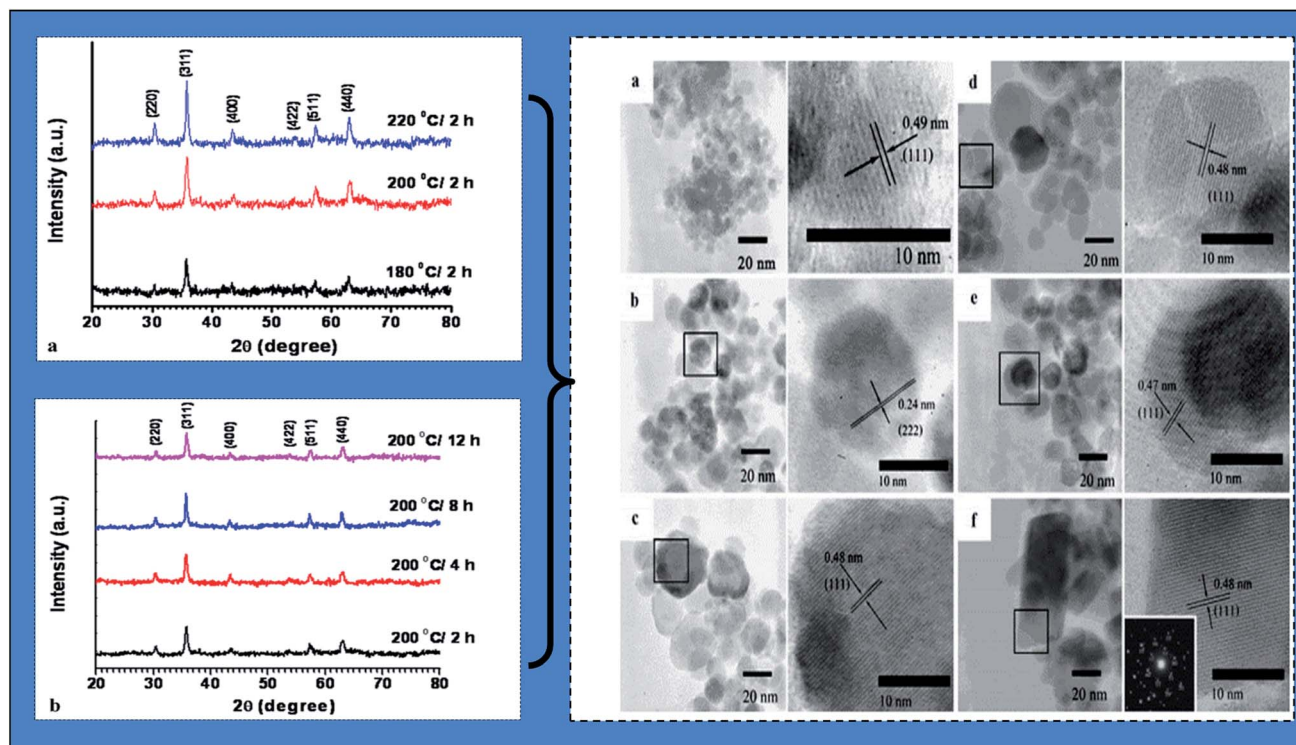 (220)
(311)
(400)
(422)
(511)
(440)
220 °C/ 2 h
200 °C/ 2 h
180 °C/ 2 h
Intensity (a.u.)
20 30 40 50 60 70 80
2θ (degree)
a
(220)
(311)
(400)
(422)
(511)
(440)
200 °C/ 12 h
200 °C/ 8 h
200 °C/ 4 h
200 °C/ 2 h
Intensity (a.u.)
20 30 40 50 60 70 80
2θ (degree)
b
a
20 nm
0.49 nm
(111)
10 nm
b
20 nm
0.24 nm
(222)
10 nm
c
20 nm
0.48 nm
(111)
10 nm
d
20 nm
0.48 nm
(111)
10 nm
e
20 nm
0.47 nm
(111)
10 nm
f
20 nm
0.48 nm
(111)
10 nm